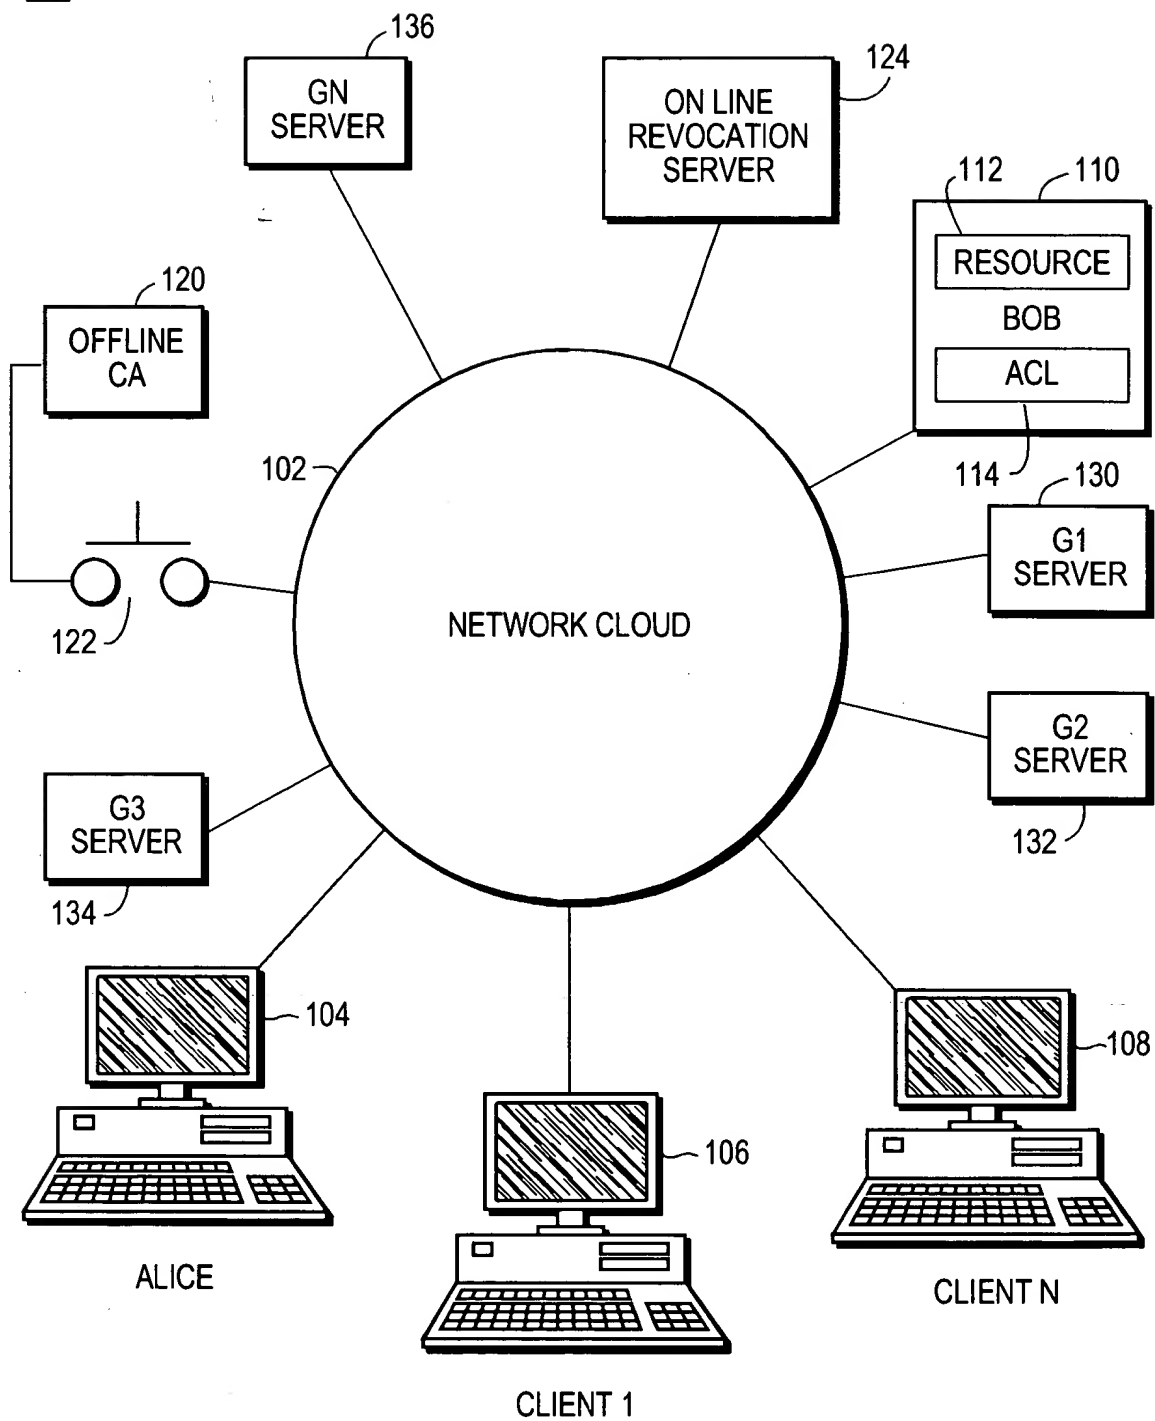 136
GN
SERVER
124
ON LINE
REVOCATION
SERVER
112
110
RESOURCE
BOB
ACL
114
120
OFFLINE
CA
102
122
NETWORK CLOUD
130
G1
SERVER
G2
SERVER
132
G3
SERVER
134
104
ALICE
106
CLIENT 1
108
CLIENT N